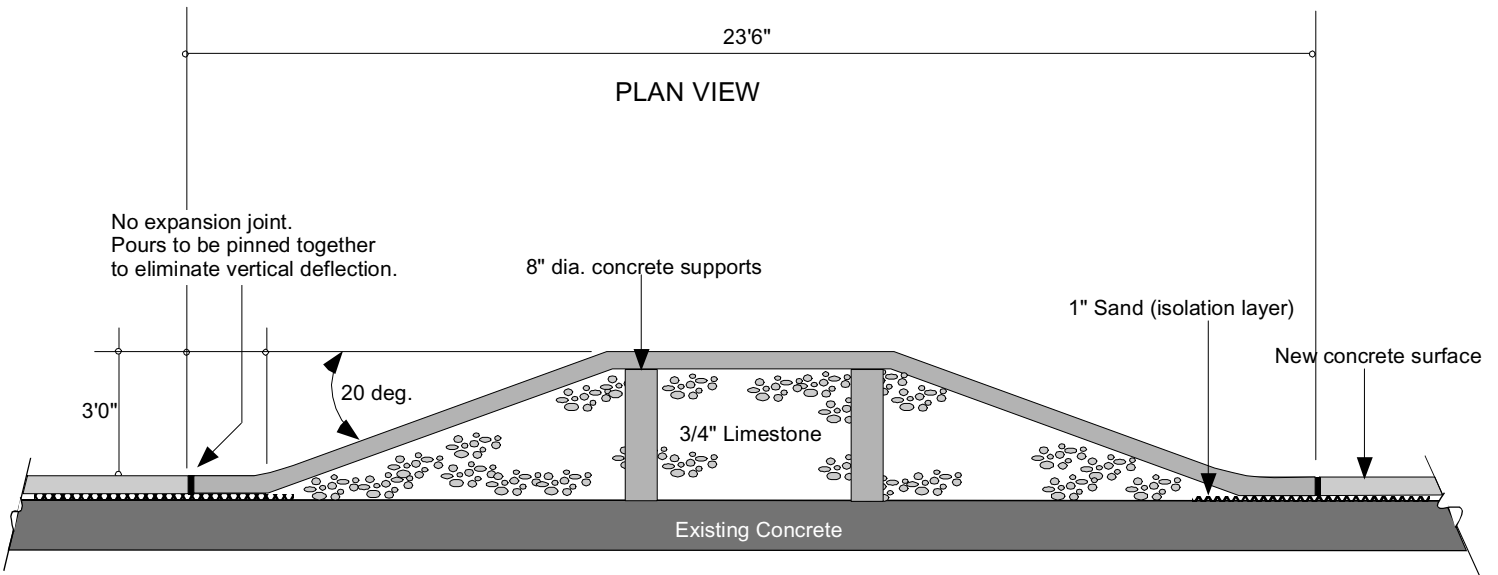 23'6"
PLAN VIEW
No expansion joint.
Pours to be pinned together
to eliminate vertical deflection.
8" dia. concrete supports
1" Sand (isolation layer)
New concrete surface
20 deg.
3'0"
3/4" Limestone
Existing Concrete